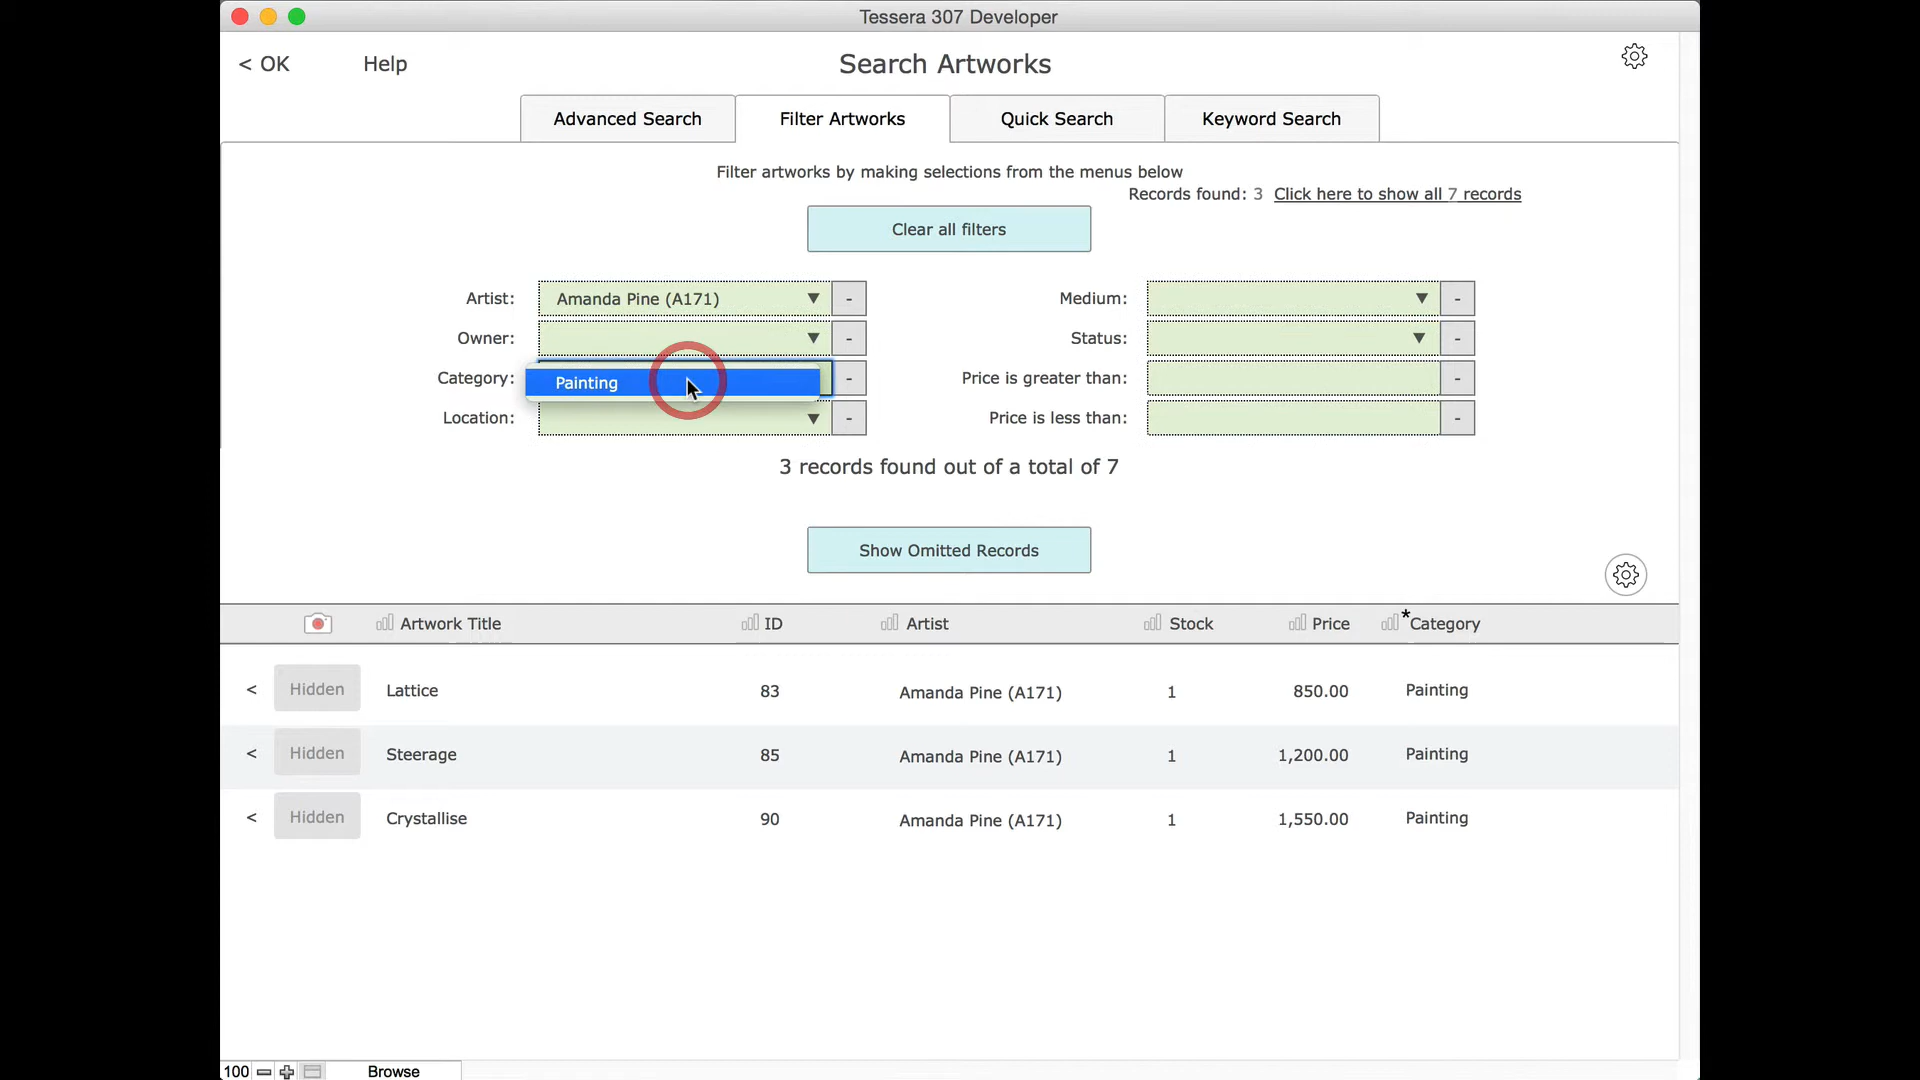 Tessera 307 Developer
< OK
Help
Search Artworks
Advanced Search
Filter Artworks
Quick Search
Keyword Search
Filter artworks by making selections from the menus below
Records found: 3 Click here to show all 7 records
Clear all filters
Artist: Amanda Pine (A171) ▼ -
Medium: ▼ -
Owner: ▼ -
Status: ▼ -
Category: Painting -
Price is greater than: -
Location: ▼ -
Price is less than: -
3 records found out of a total of 7
Show Omitted Records
Artwork Title ID Artist Stock Price *Category
< Hidden Lattice 83 Amanda Pine (A171) 1 850.00 Painting
< Hidden Steerage 85 Amanda Pine (A171) 1 1,200.00 Painting
< Hidden Crystallise 90 Amanda Pine (A171) 1 1,550.00 Painting
100 Browse